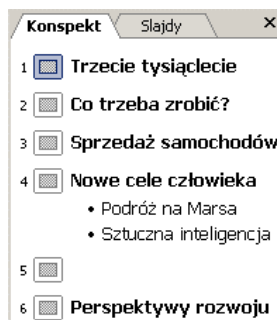 Konspekt Slajdy ×
1 Trzecie tysiąclecie
2 Co trzeba zrobić?
3 Sprzedaż samochodów
4 Nowe cele człowieka
• Podróż na Marsa
• Sztuczna inteligencja
5
6 Perspektywy rozwoju